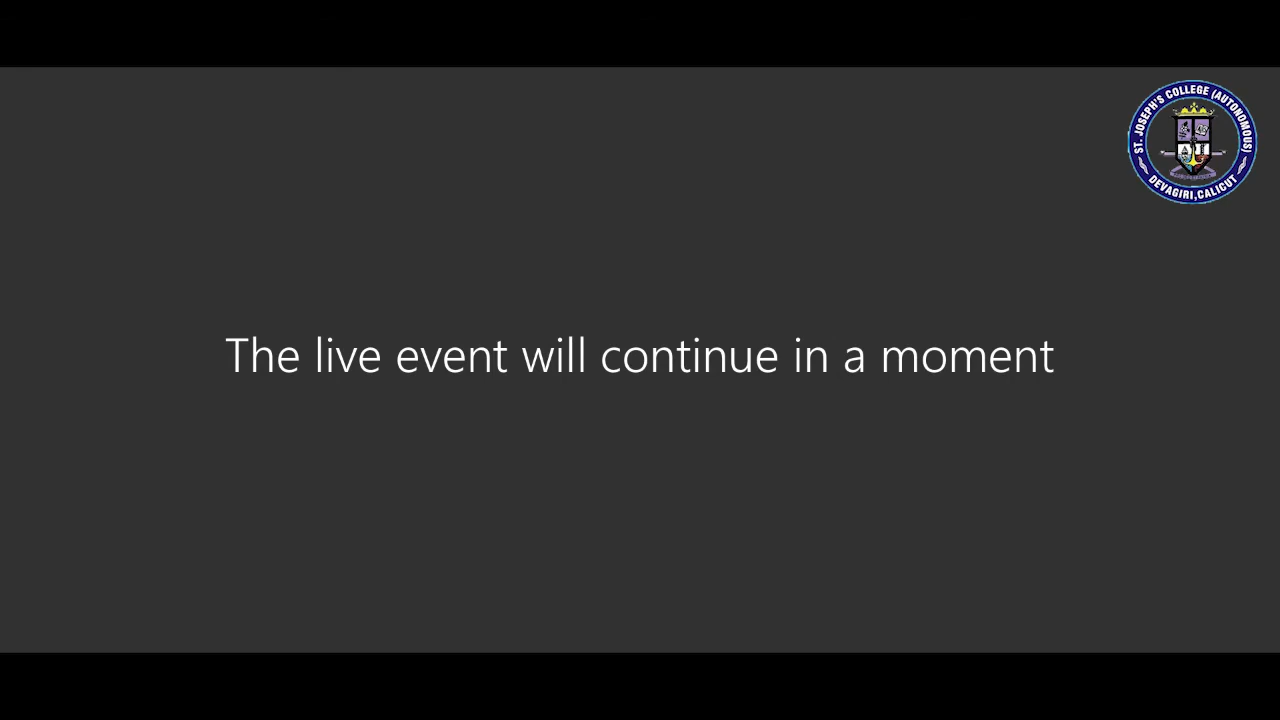 ST. JOSEPH'S COLLEGE (AUTONOMOUS)
DEVAGIRI,CALICUT
The live event will continue in a moment